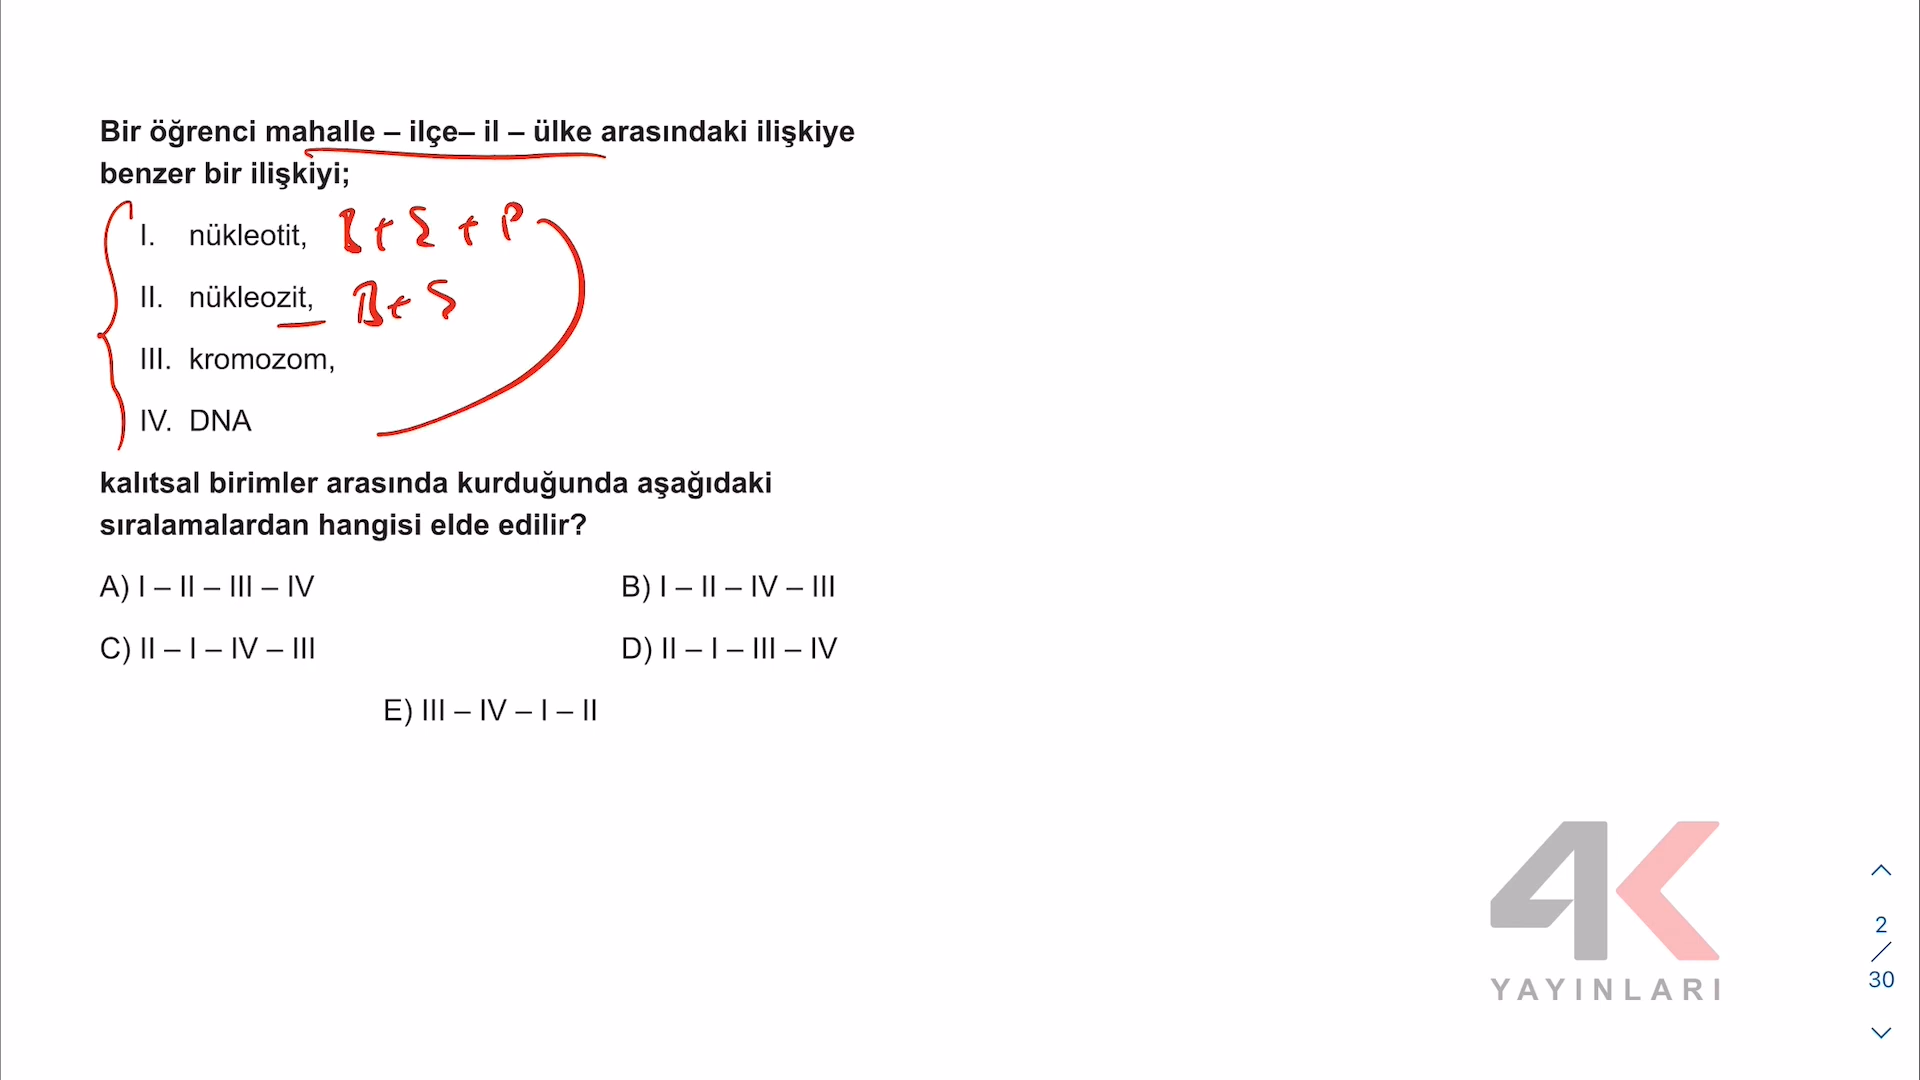 Bir öğrenci mahalle – ilçe– il – ülke arasındaki ilişkiye
benzer bir ilişkiyi;
I. nükleotit, B + S + P
II. nükleozit, B + S
III. kromozom,
IV. DNA
kalıtsal birimler arasında kurduğunda aşağıdaki
sıralamalardan hangisi elde edilir?
A) I – II – III – IV
B) I – II – IV – III
C) II – I – IV – III
D) II – I – III – IV
E) III – IV – I – II
4K
YAYINLARI
2
/
30